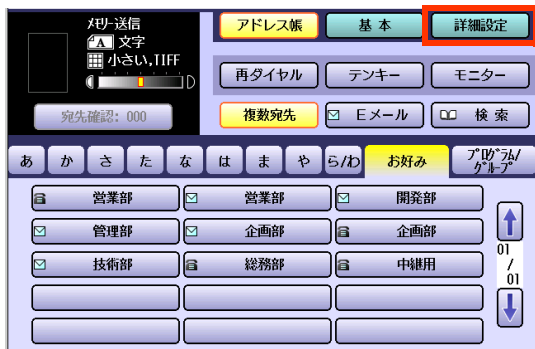 ﾒﾓﾘｰ送信
A 文字
小さい,TIFF
D
宛先確認: 000
アドレス帳
基本
詳細設定
再ダイヤル
テンキー
モニター
複数宛先
Eメール
検索
あ
か
さ
た
な
は
ま
や
ら/わ
お好み
ﾌﾟﾛｸﾞﾗﾑ/
ｸﾞﾙｰﾌﾟ
営業部
営業部
開発部
管理部
企画部
企画部
技術部
総務部
中継用
01
/
01